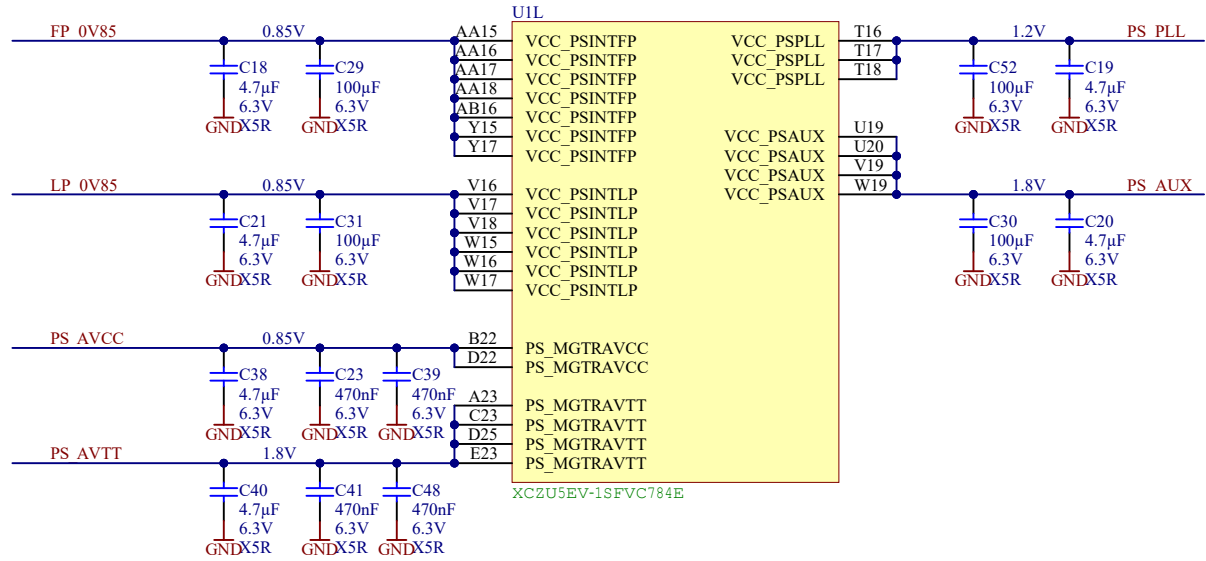 U1L
FP_0V85 0.85V AA15 VCC_PSINTFP VCC_PSPLL T16 1.2V PS_PLL
AA16 VCC_PSINTFP VCC_PSPLL T17
C18 C29 AA17 VCC_PSINTFP VCC_PSPLL T18 C52 C19
4.7µF 100µF AA18 VCC_PSINTFP 100µF 4.7µF
6.3V 6.3V AB16 VCC_PSINTFP 6.3V 6.3V
GND X5R GND X5R Y15 VCC_PSINTFP VCC_PSAUX U19 GND X5R GND X5R
Y17 VCC_PSINTFP VCC_PSAUX U20
VCC_PSAUX V19
LP_0V85 0.85V V16 VCC_PSINTLP VCC_PSAUX W19 1.8V PS_AUX
V17 VCC_PSINTLP
C21 C31 V18 VCC_PSINTLP C30 C20
4.7µF 100µF W15 VCC_PSINTLP 100µF 4.7µF
6.3V 6.3V W16 VCC_PSINTLP 6.3V 6.3V
GND X5R GND X5R W17 VCC_PSINTLP GND X5R GND X5R
PS_AVCC 0.85V B22 PS_MGTRAVCC
D22 PS_MGTRAVCC
C38 C23 C39
4.7µF 470nF 470nF A23 PS_MGTRAVTT
6.3V 6.3V 6.3V C23 PS_MGTRAVTT
GND X5R GND X5R GND X5R D25 PS_MGTRAVTT
PS_AVTT 1.8V E23 PS_MGTRAVTT
C40 C41 C48 XCZU5EV-1SFVC784E
4.7µF 470nF 470nF
6.3V 6.3V 6.3V
GND X5R GND X5R GND X5R